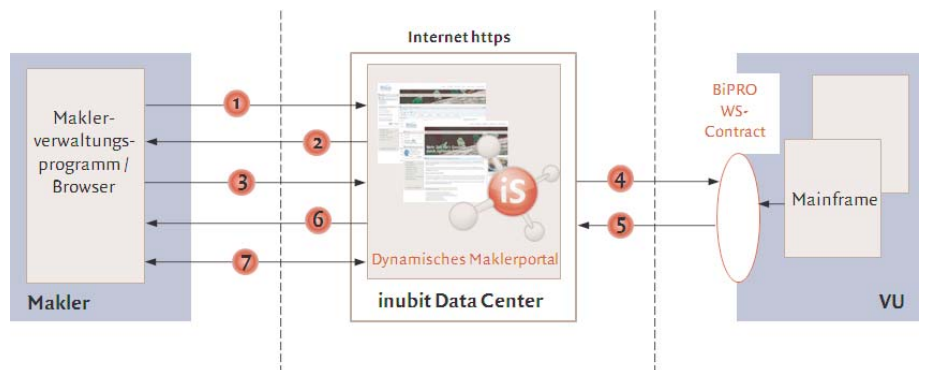 Internet https
Makler-
verwaltungs-
programm /
Browser
Makler
1
2
3
6
7
iS
Dynamisches Maklerportal
inubit Data Center
4
5
BiPRO
WS-
Contract
Mainframe
VU